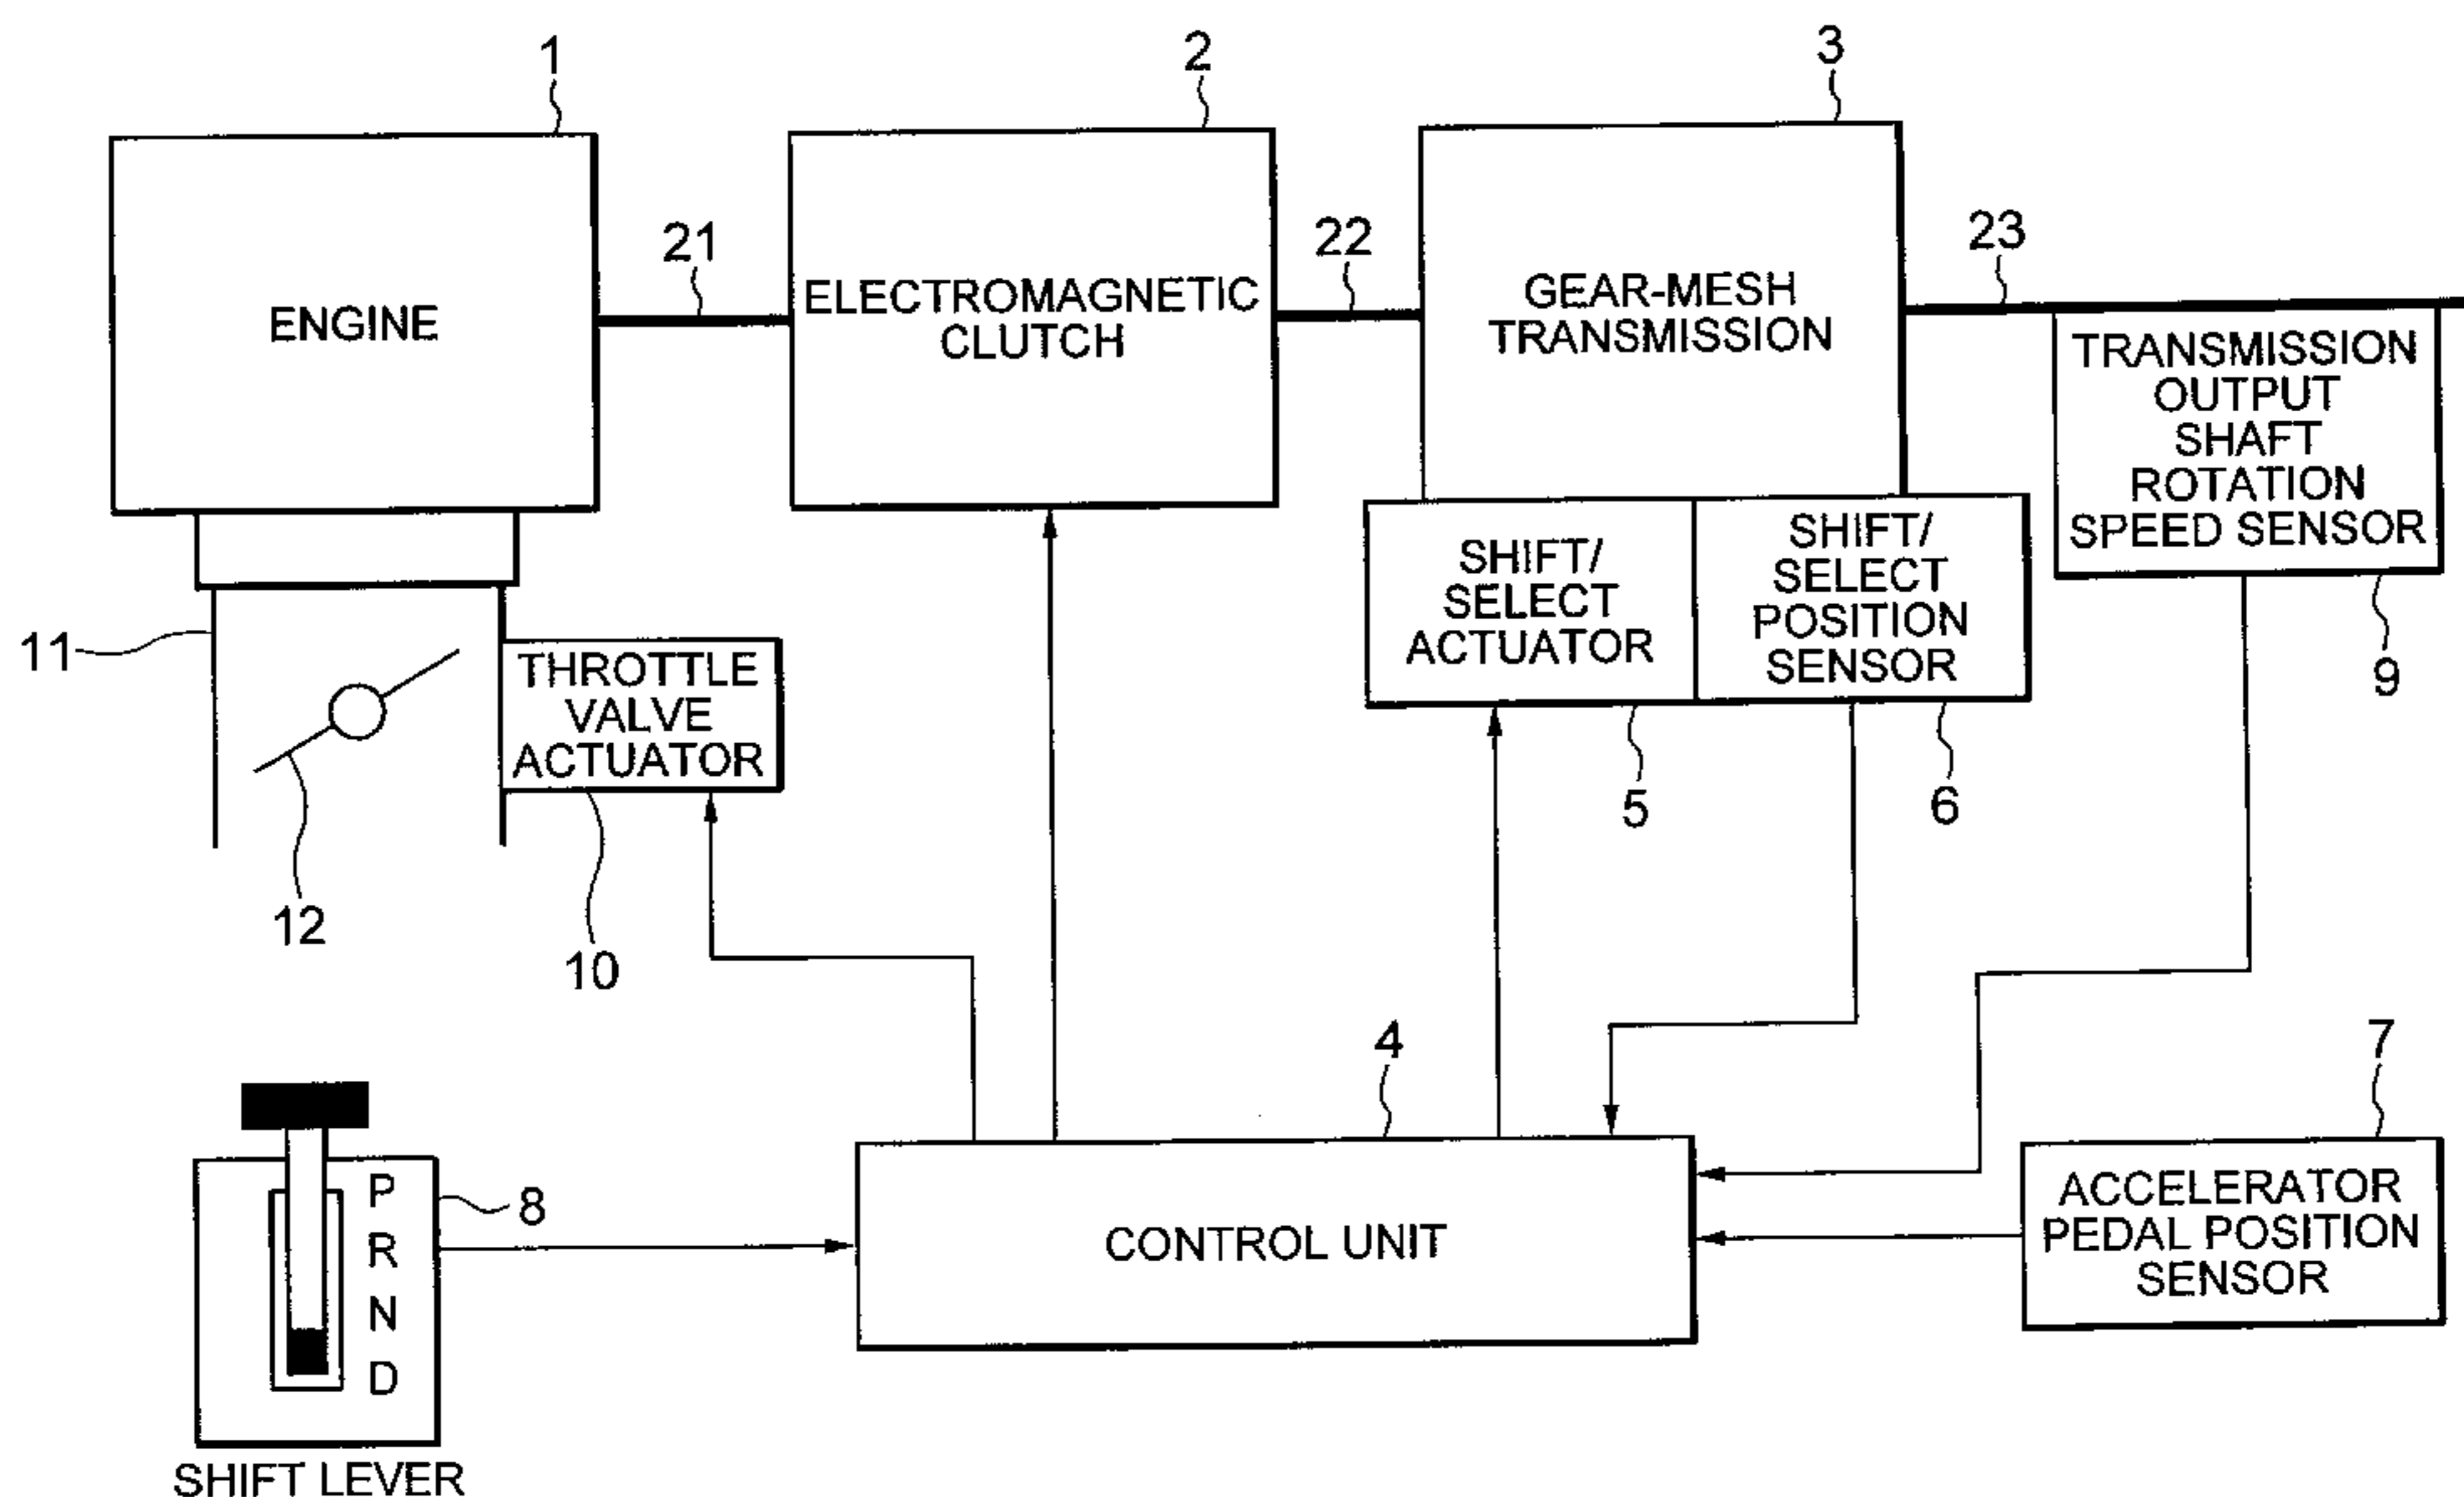 1
2
3
ENGINE
21
ELECTROMAGNETIC
CLUTCH
22
GEAR-MESH
TRANSMISSION
23
TRANSMISSION
OUTPUT
SHAFT
ROTATION
SPEED SENSOR
9
SHIFT/
SELECT
ACTUATOR
5
SHIFT/
SELECT
POSITION
SENSOR
6
11
12
THROTTLE
VALVE
ACTUATOR
10
4
7
P
R
N
D
8
SHIFT LEVER
CONTROL UNIT
ACCELERATOR
PEDAL POSITION
SENSOR